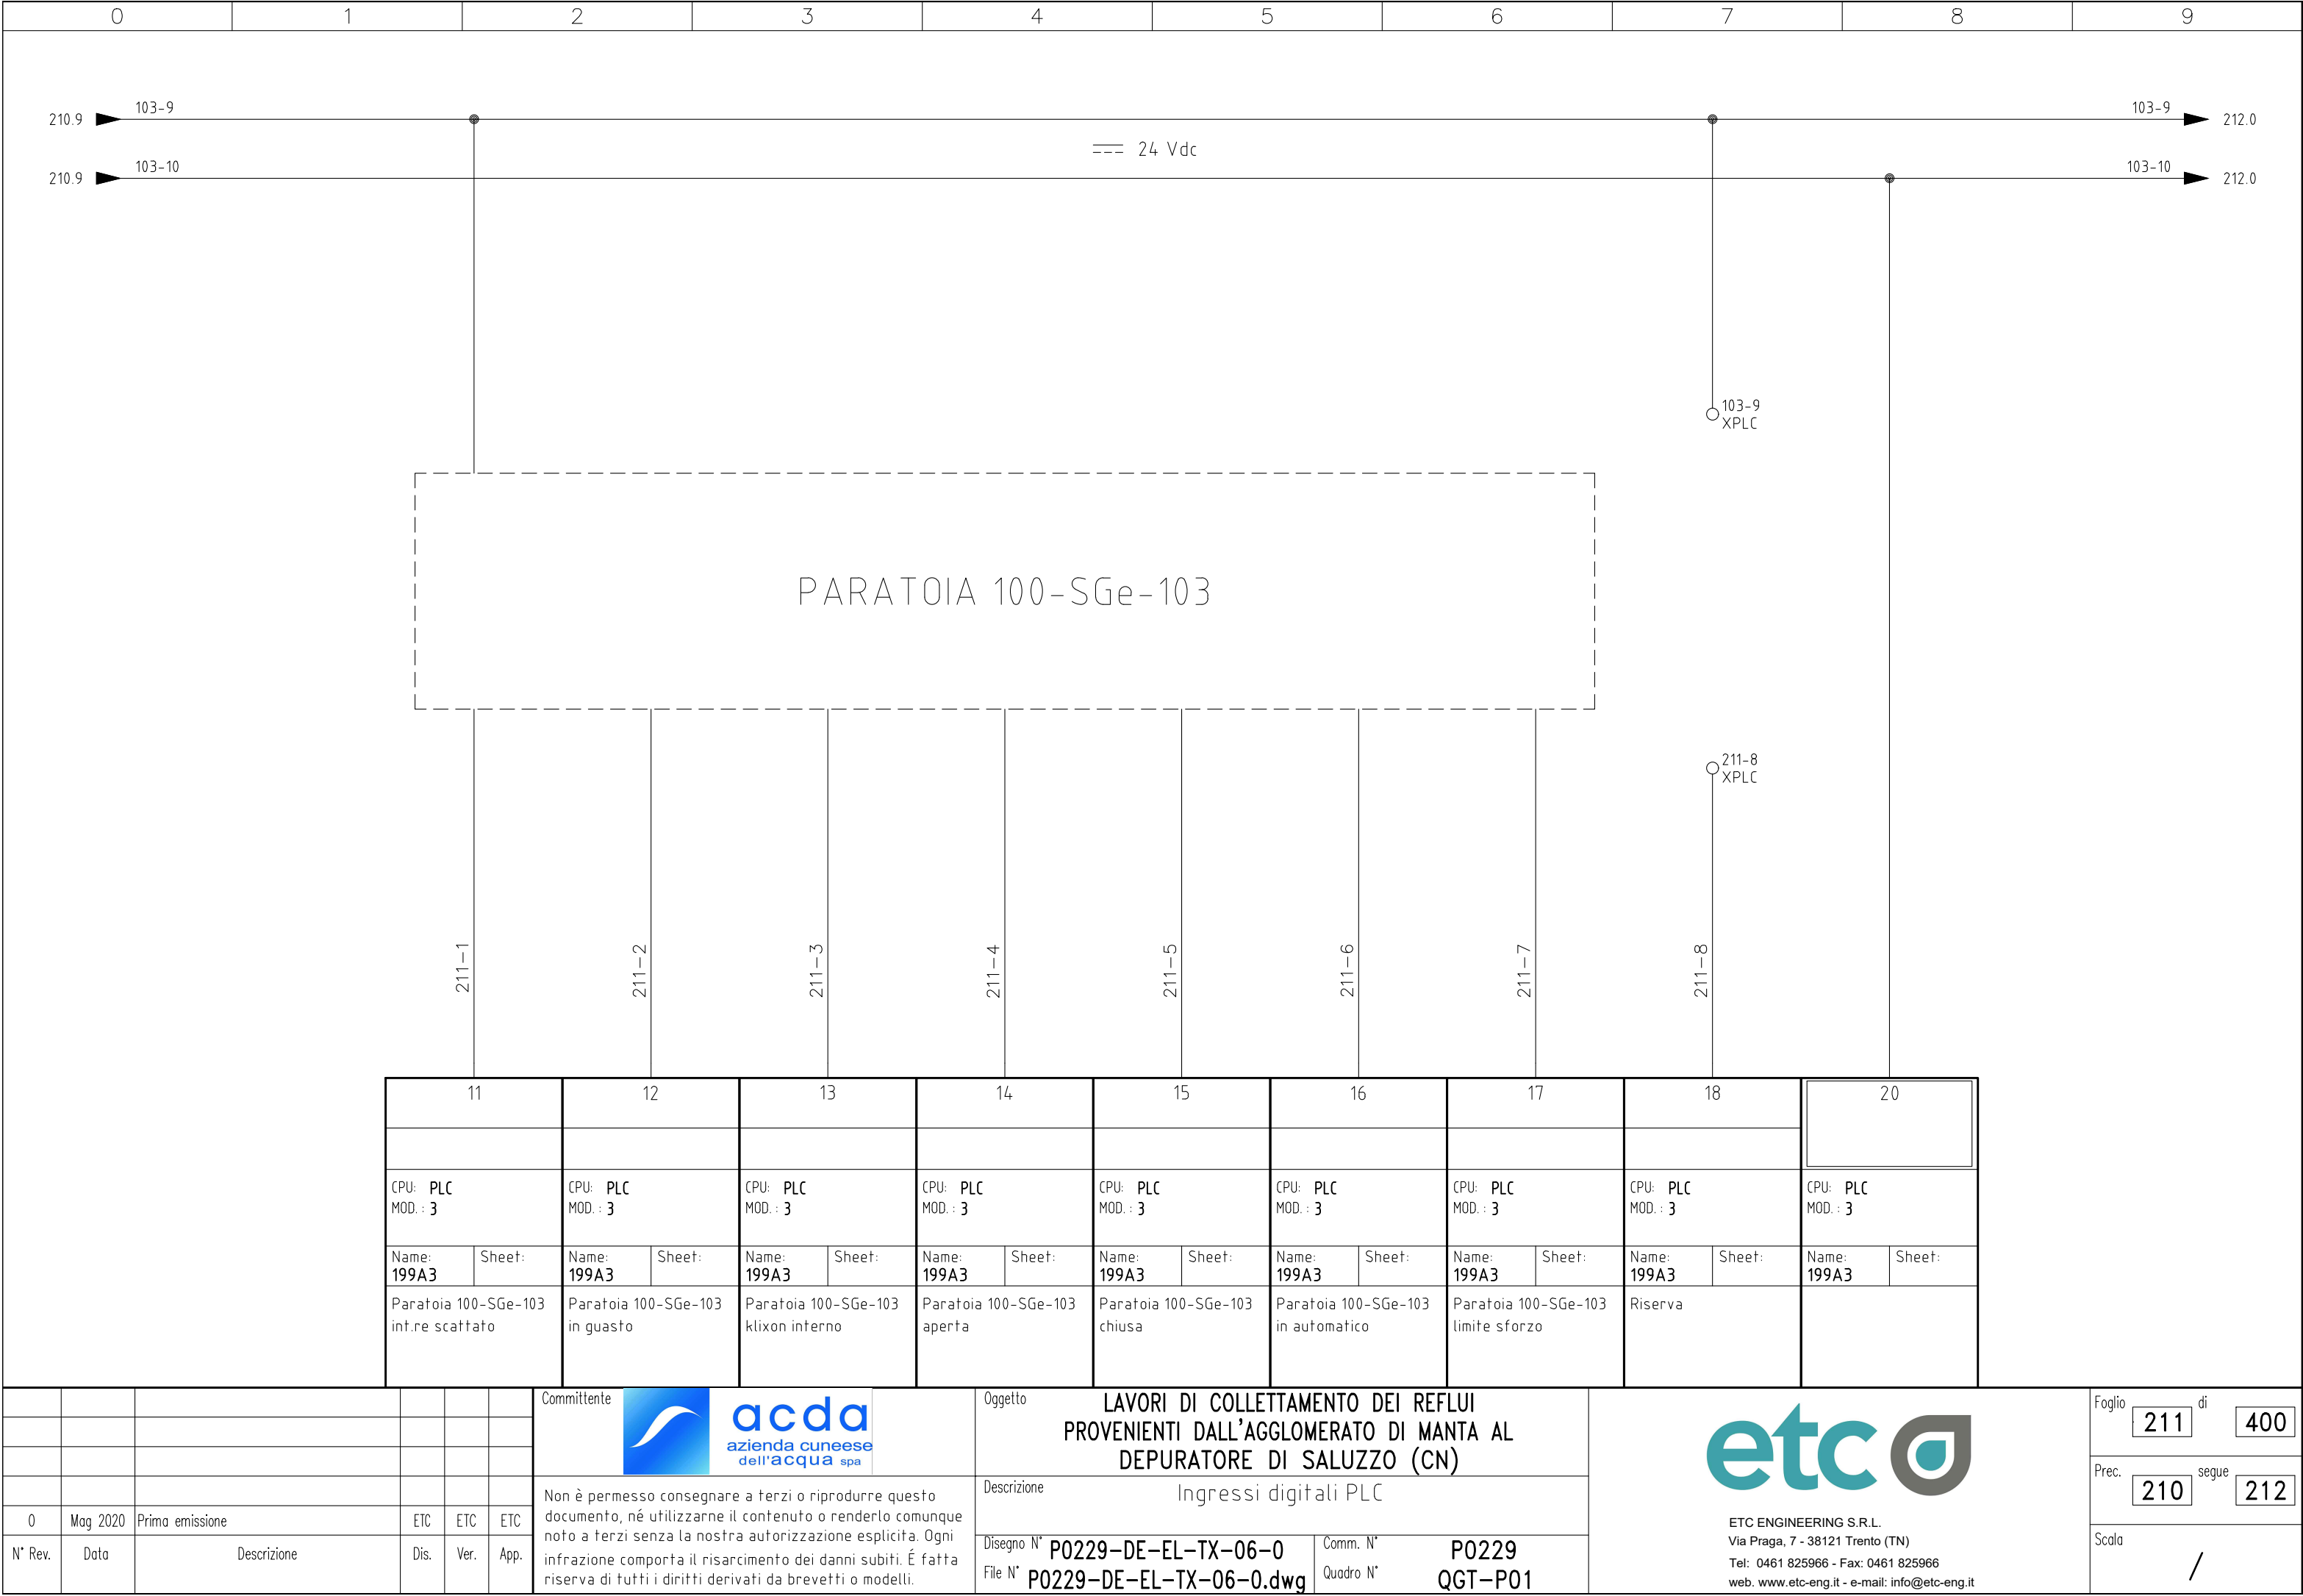 0 1 2 3 4 5 6 7 8 9
103-9 103-9
210.9 212.0
24 Vdc
103-10 103-10
210.9 212.0
103-9
XPLC
PARATOIA 100-SGe-103
211-8
XPLC
211-1 211-2 211-3 211-4 211-5 211-6 211-7 211-8
11 12 13 14 15 16 17 18 20
CPU: PLC CPU: PLC CPU: PLC CPU: PLC CPU: PLC CPU: PLC CPU: PLC CPU: PLC CPU: PLC
MOD. : 3 MOD. : 3 MOD. : 3 MOD. : 3 MOD. : 3 MOD. : 3 MOD. : 3 MOD. : 3 MOD. : 3
Name: Sheet: Name: Sheet: Name: Sheet: Name: Sheet: Name: Sheet: Name: Sheet: Name: Sheet: Name: Sheet: Name: Sheet:
199A3 199A3 199A3 199A3 199A3 199A3 199A3 199A3 199A3
Paratoia 100-SGe-103 Paratoia 100-SGe-103 Paratoia 100-SGe-103 Paratoia 100-SGe-103 Paratoia 100-SGe-103 Paratoia 100-SGe-103 Paratoia 100-SGe-103 Riserva
int.re scattato in guasto klixon interno aperta chiusa in automatico limite sforzo
0 Mag 2020 Prima emissione ETC ETC ETC
N° Rev. Data Descrizione Dis. Ver. App.
Committente
acda
azienda cuneese
dell'acqua spa
Non è permesso consegnare a terzi o riprodurre questo
documento, né utilizzarne il contenuto o renderlo comunque
noto a terzi senza la nostra autorizzazione esplicita. Ogni
infrazione comporta il risarcimento dei danni subiti. É fatta
riserva di tutti i diritti derivati da brevetti o modelli.
Oggetto
LAVORI DI COLLETTAMENTO DEI REFLUI
PROVENIENTI DALL'AGGLOMERATO DI MANTA AL
DEPURATORE DI SALUZZO (CN)
Descrizione
Ingressi digitali PLC
Disegno N° P0229-DE-EL-TX-06-0 Comm. N° P0229
File N° P0229-DE-EL-TX-06-0.dwg Quadro N° QGT-P01
etc
ETC ENGINEERING S.R.L.
Via Praga, 7 - 38121 Trento (TN)
Tel: 0461 825966 - Fax: 0461 825966
web. www.etc-eng.it - e-mail: info@etc-eng.it
Foglio 211 di 400
Prec. 210 segue 212
Scala /